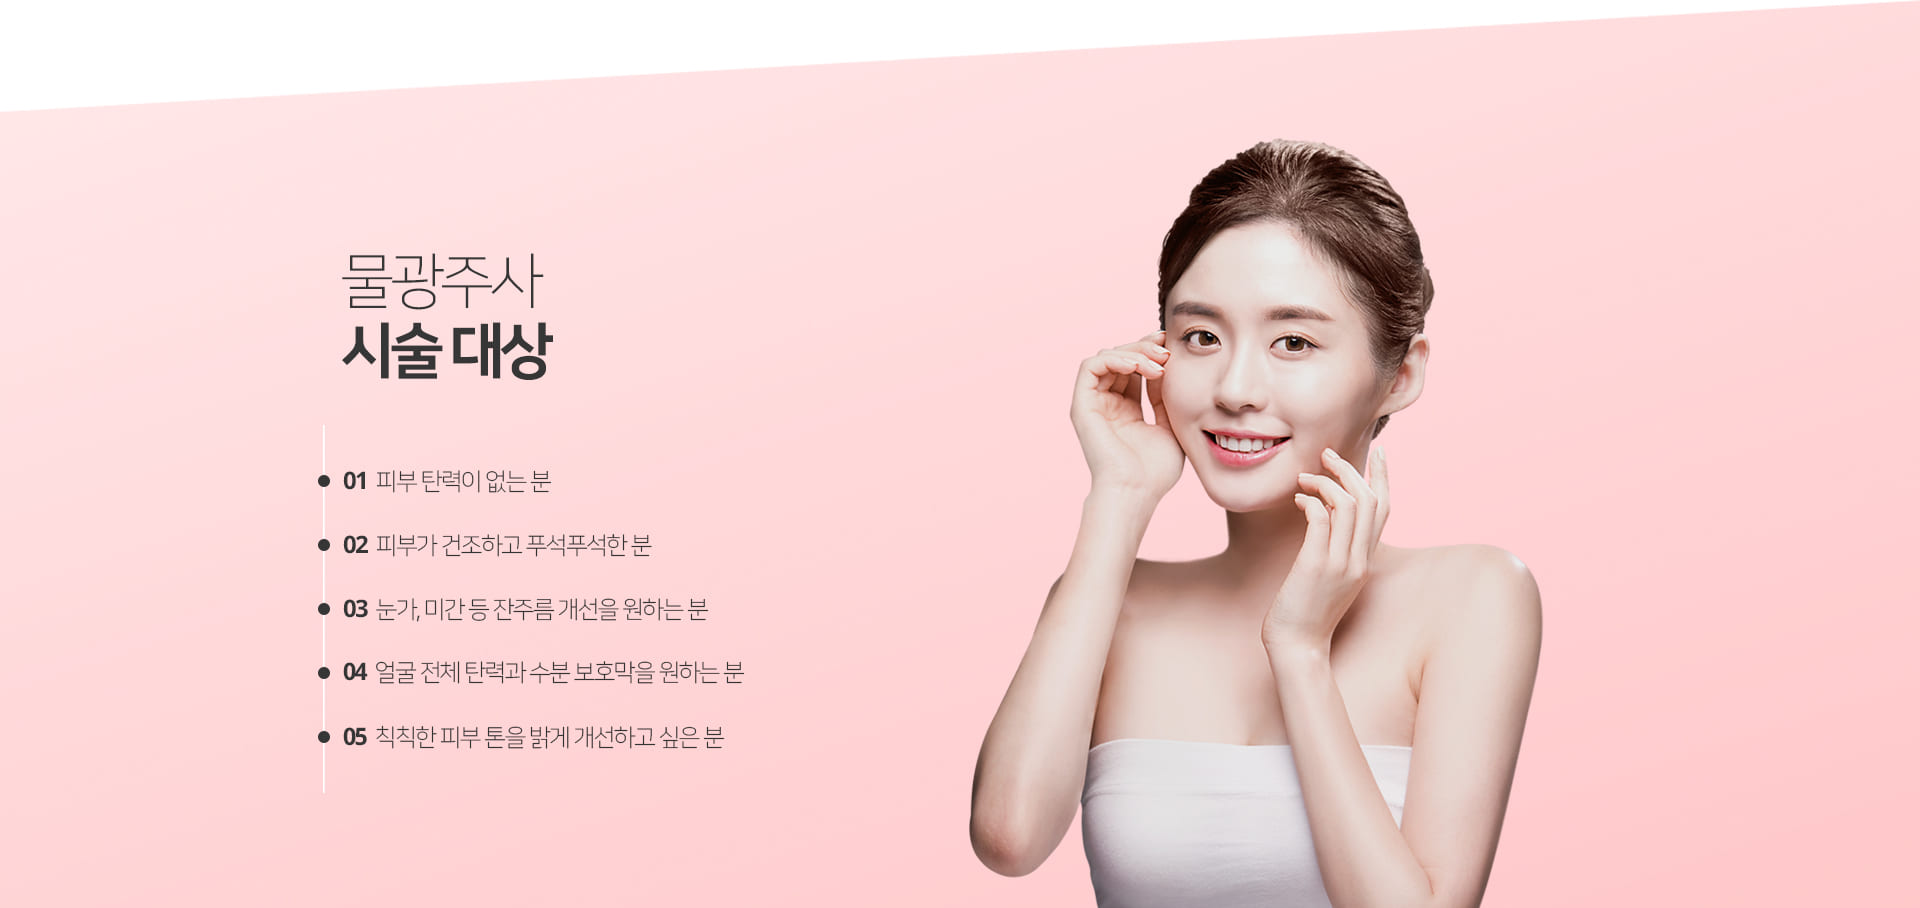 물광주사
시술 대상
01 피부 탄력이 없는 분
02 피부가 건조하고 푸석푸석한 분
03 눈가, 미간 등 잔주름 개선을 원하는 분
04 얼굴 전체 탄력과 수분 보호막을 원하는 분
05 칙칙한 피부 톤을 밝게 개선하고 싶은 분